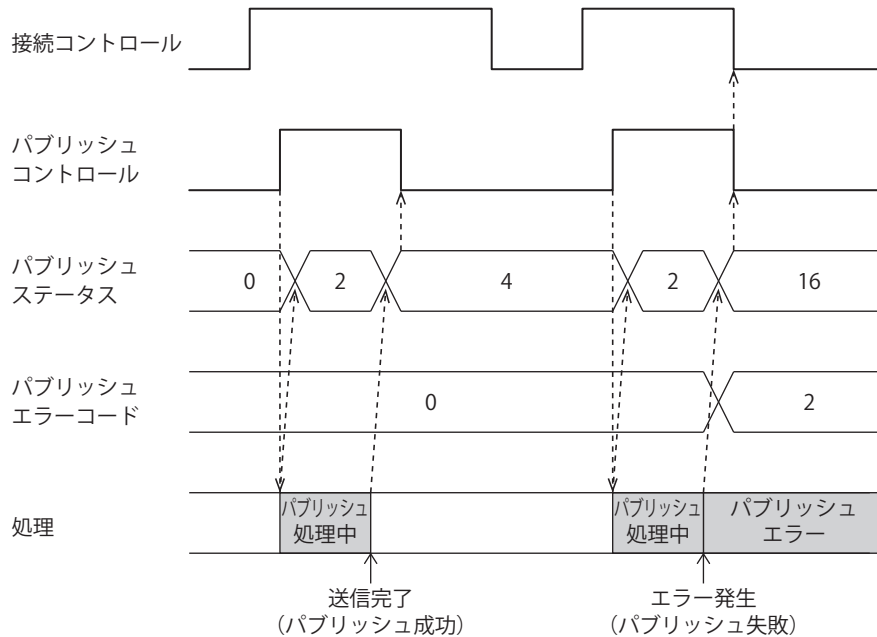 接続コントロール
パブリッシュ
コントロール
パブリッシュ
ステータス
0
2
4
2
16
パブリッシュ
エラーコード
0
2
処理
パブリッシュ
処理中
パブリッシュ
処理中
パブリッシュ
エラー
送信完了
（パブリッシュ成功）
エラー発生
（パブリッシュ失敗）